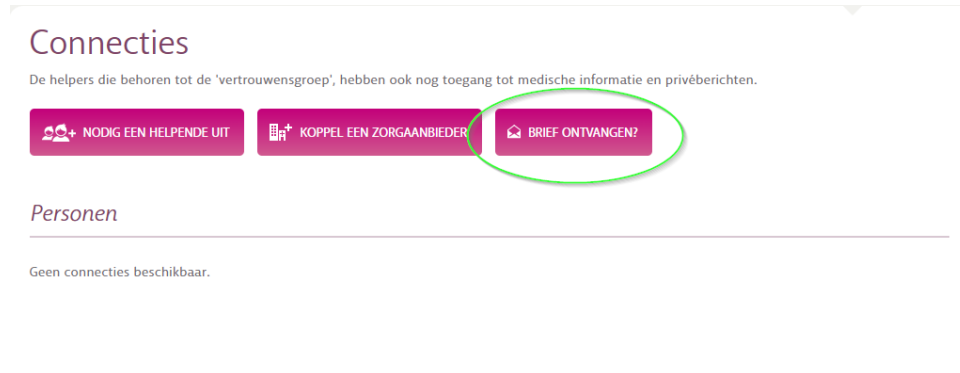 Connecties
De helpers die behoren tot de 'vertrouwensgroep', hebben ook nog toegang tot medische informatie en privéberichten.
NODIG EEN HELPENDE UIT
KOPPEL EEN ZORGAANBIEDER
BRIEF ONTVANGEN?
Personen
Geen connecties beschikbaar.